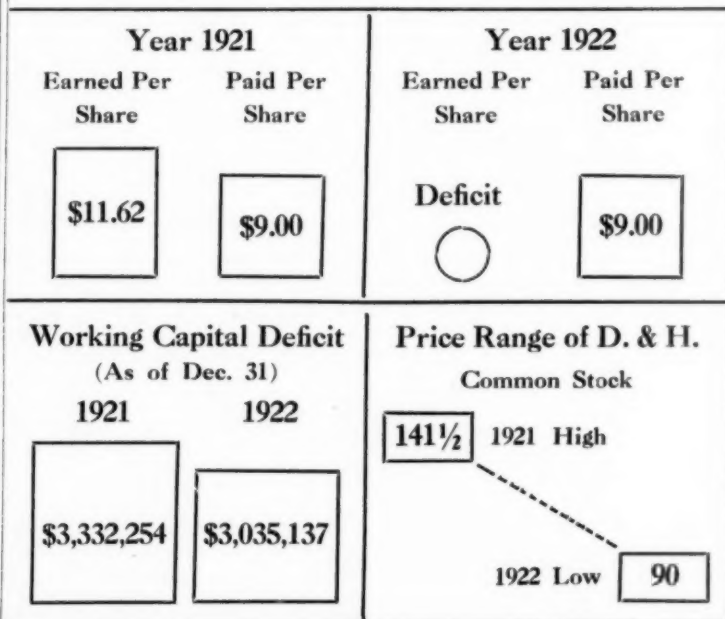 Year 1921
Earned Per Share
Paid Per Share
$11.62
$9.00
Year 1922
Earned Per Share
Paid Per Share
Deficit
$9.00
Working Capital Deficit
(As of Dec. 31)
1921
1922
$3,332,254
$3,035,137
Price Range of D. & H.
Common Stock
141½ 1921 High
1922 Low 90